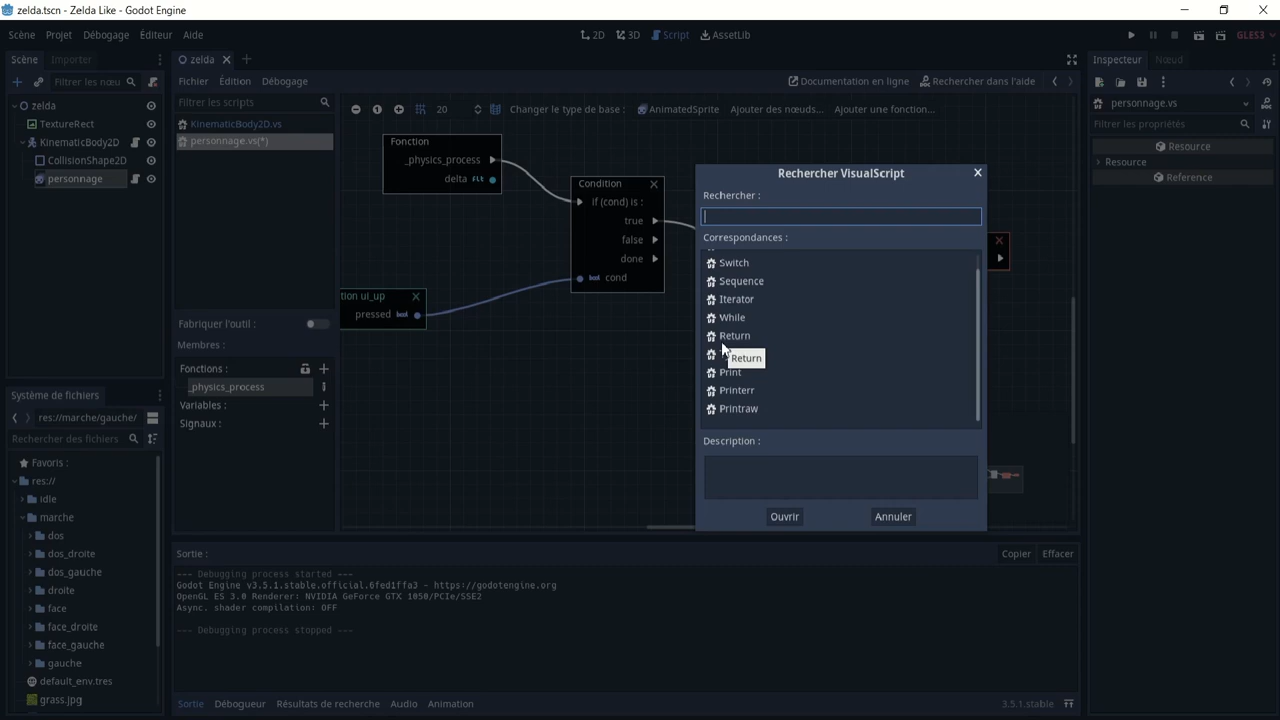 zelda.tscn - Zelda Like - Godot Engine
Scène Projet Débogage Éditeur Aide
2D 3D Script AssetLib
GLES3
Scène Importer
Filtrer les nœu
zelda
TextureRect
KinematicBody2D
CollisionShape2D
personnage
zelda
Fichier Édition Débogage
Documentation en ligne Rechercher dans l'aide
Filtrer les scripts
KinematicBody2D.vs
personnage.vs(*)
20 Changer le type de base : AnimatedSprite Ajouter des nœuds... Ajouter une fonction...
Fonction
_physics_process
delta flt
Condition
if (cond) is :
true
false
done
bool cond
tion ui_up
pressed bool
Fabriquer l'outil :
Membres :
Fonctions :
_physics_process
Variables :
Signaux :
Rechercher VisualScript
Rechercher :
Correspondances :
Switch
Sequence
Iterator
While
Return
Return
Print
Printerr
Printraw
Description :
Ouvrir Annuler
Inspecteur Nœud
personnage.vs
Filtrer les propriétés
Resource
Resource
Reference
Système de fichiers
res://marche/gauche/
Rechercher des fichiers
Favoris :
res://
idle
marche
dos
dos_droite
dos_gauche
droite
face
face_droite
face_gauche
gauche
default_env.tres
grass.jpg
Sortie : Copier Effacer
--- Debugging process started ---
Godot Engine v3.5.1.stable.official.6fed1ffa3 - https://godotengine.org
OpenGL ES 3.0 Renderer: NVIDIA GeForce GTX 1050/PCIe/SSE2
Async. shader compilation: OFF
--- Debugging process stopped ---
Sortie Débogueur Résultats de recherche Audio Animation 3.5.1.stable